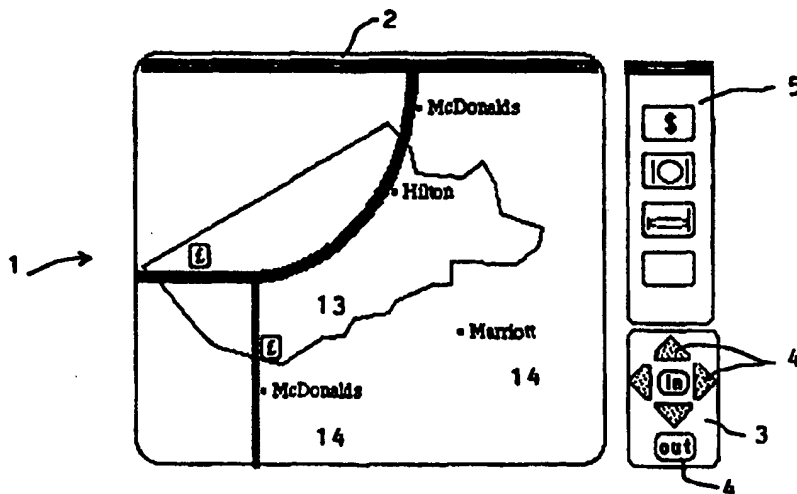 2
5
McDonalds
$
Hilton
£
1
13
£
Marriott
4
14
in
McDonalds
3
14
out
4